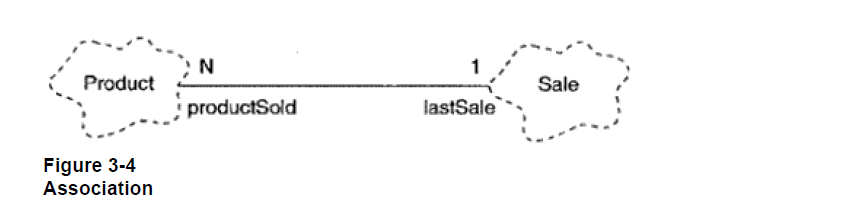 N 1
Product Sale
productSold lastSale
Figure 3-4
Association